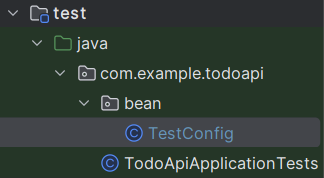 test
java
com.example.todoapi
bean
TestConfig
TodoApiApplicationTests